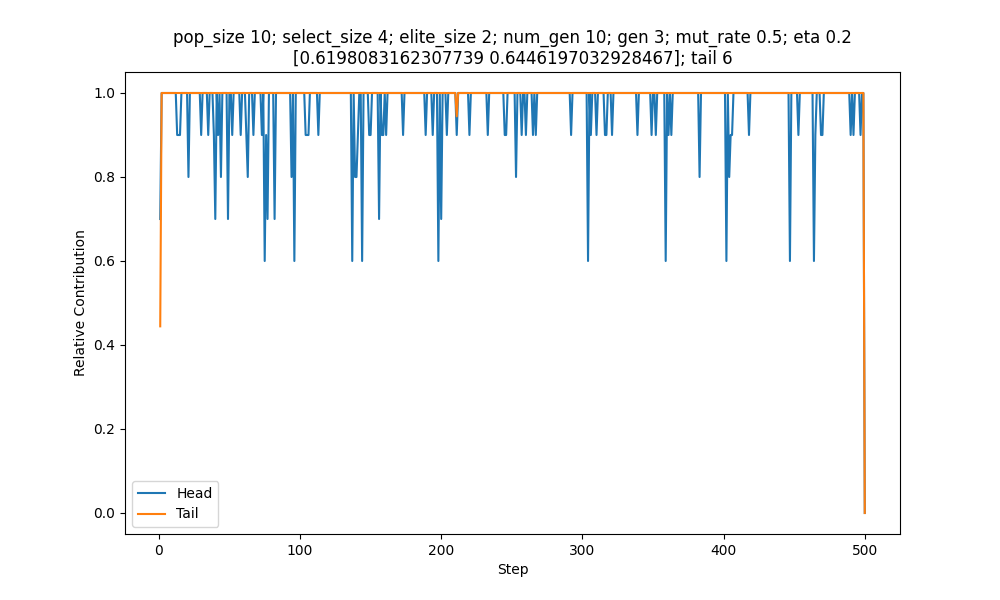 pop_size 10; select_size 4; elite_size 2; num_gen 10; gen 3; mut_rate 0.5; eta 0.2
[0.6198083162307739 0.6446197032928467]; tail 6
1.0
0.8
0.6
0.4
0.2
0.0
Relative Contribution
Head
Tail
0
100
200
300
400
500
Step